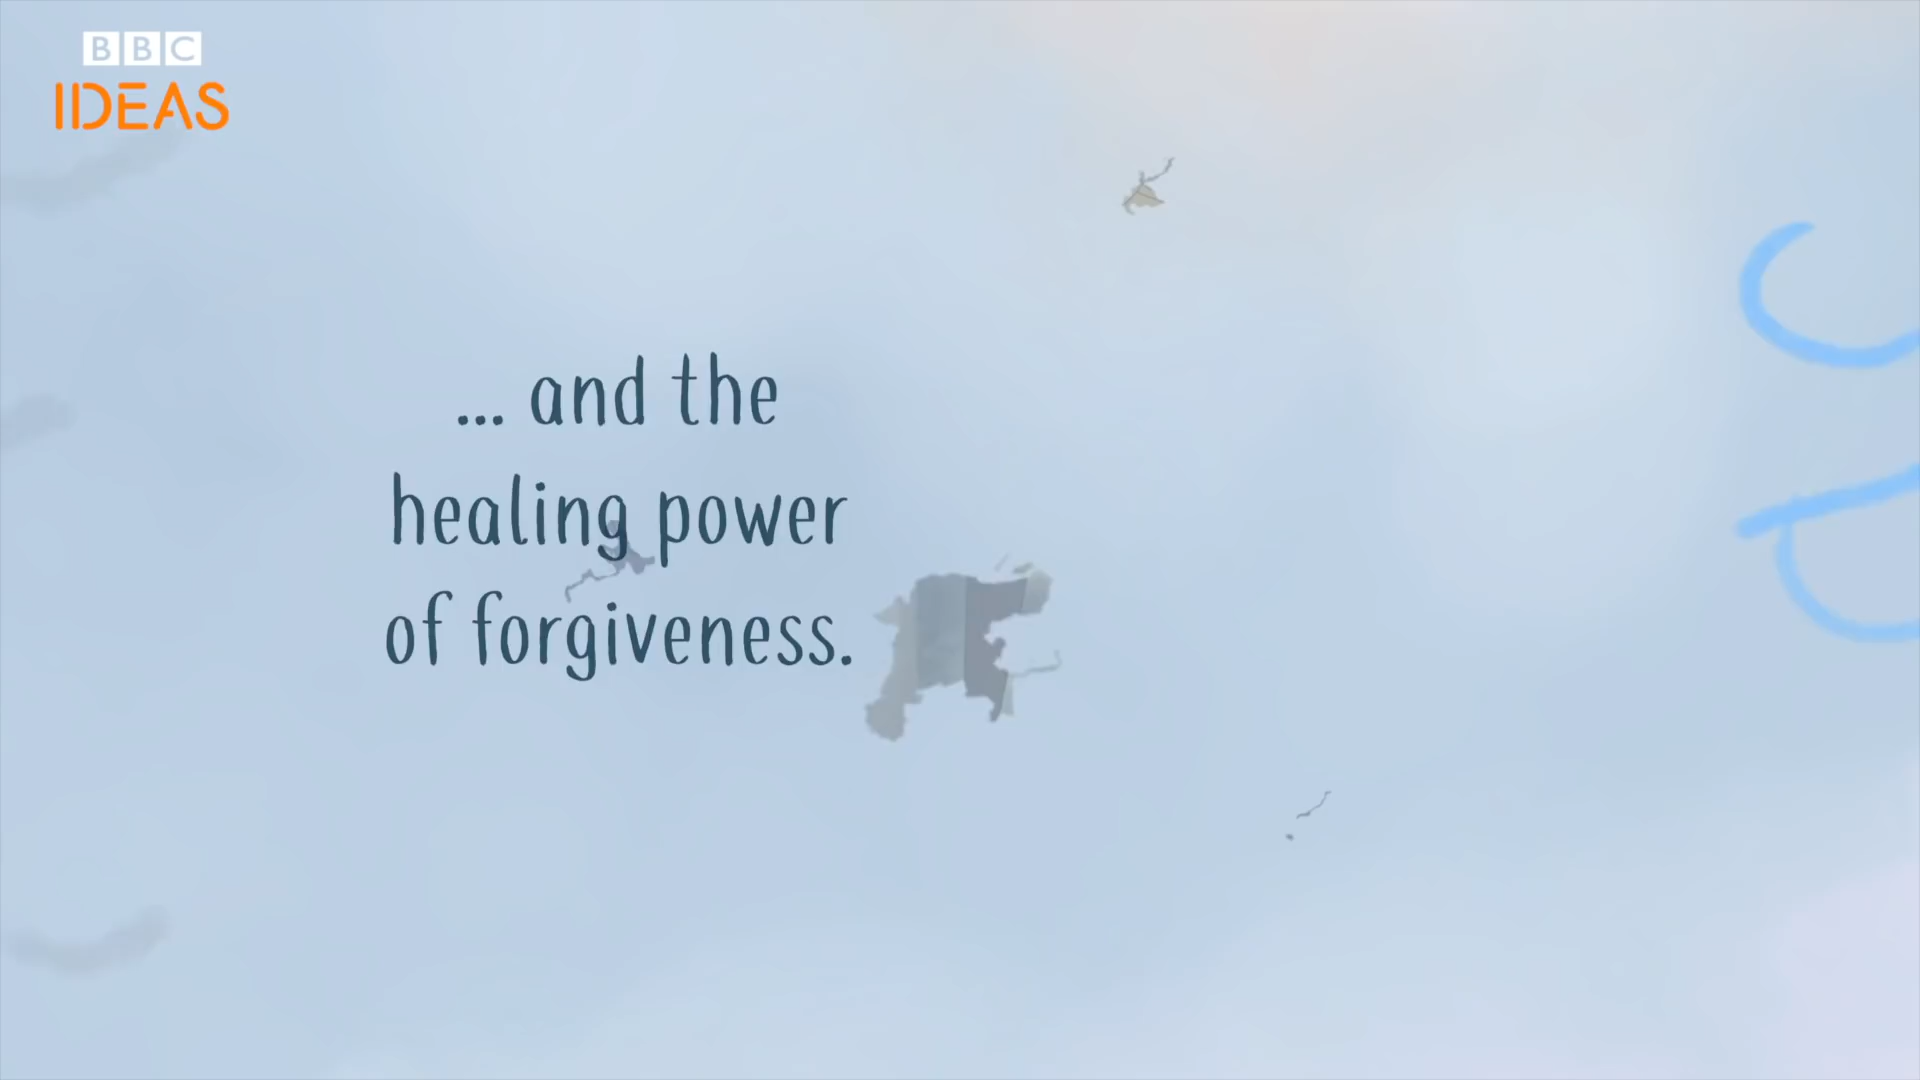 BBC
IDEAS
... and the
healing power
of forgiveness.